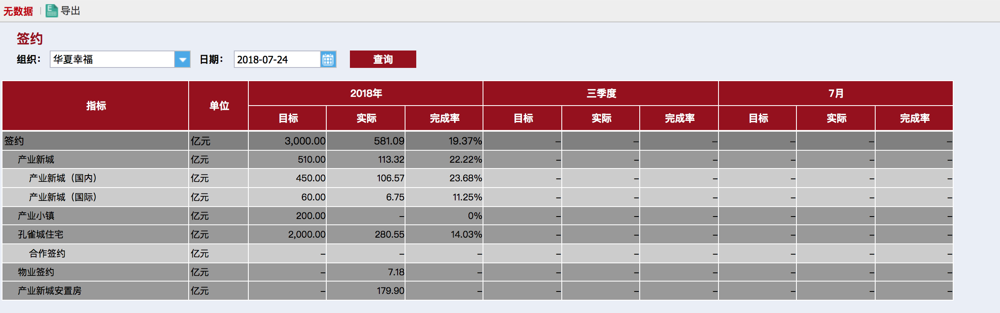 无数据 导出
签约
组织： 华夏幸福 日期： 2018-07-24 查询
指标 单位 2018年 三季度 7月
目标 实际 完成率 目标 实际 完成率 目标 实际 完成率
签约 亿元 3,000.00 581.09 19.37% – – – – – –
产业新城 亿元 510.00 113.32 22.22% – – – – – –
产业新城（国内） 亿元 450.00 106.57 23.68% – – – – – –
产业新城（国际） 亿元 60.00 6.75 11.25% – – – – – –
产业小镇 亿元 200.00 – 0% – – – – – –
孔雀城住宅 亿元 2,000.00 280.55 14.03% – – – – – –
合作签约 亿元 – – – – – – – – –
物业签约 亿元 – 7.18 – – – – – – –
产业新城安置房 亿元 – 179.90 – – – – – – –